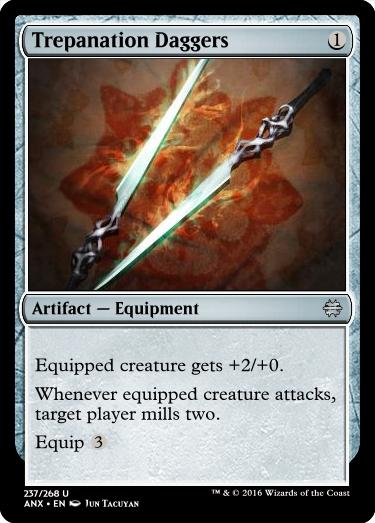 Trepanation Daggers 1
Artifact — Equipment
Equipped creature gets +2/+0.
Whenever equipped creature attacks,
target player mills two.
Equip 3
237/268 U
ANX • EN Jun Tacuyan
™ & © 2016 Wizards of the Coast